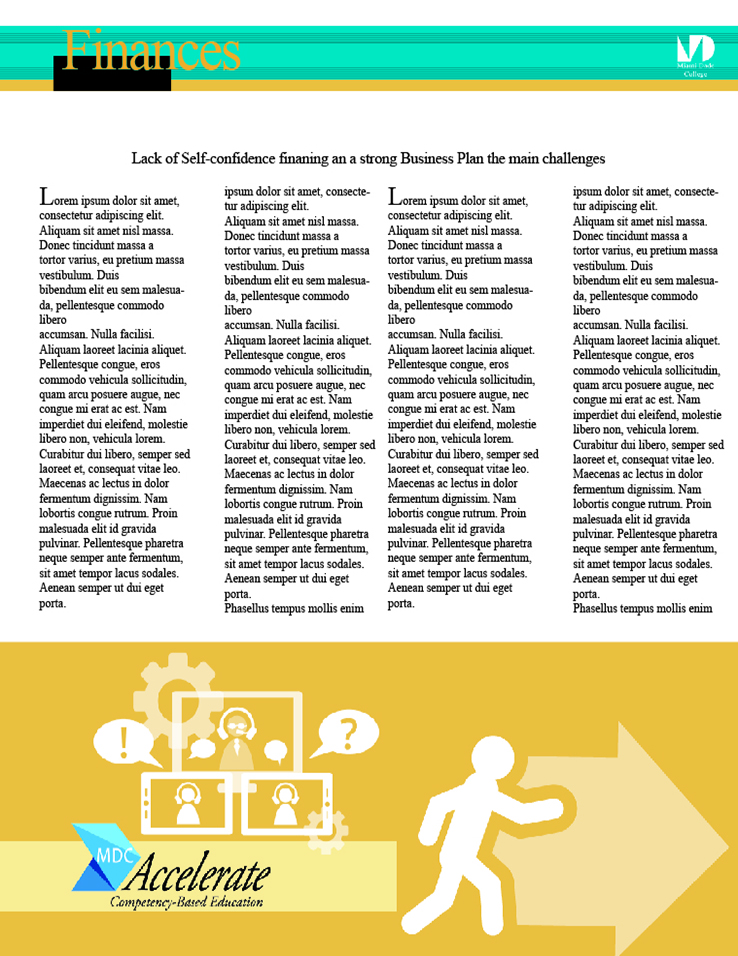 Finances
Miami Dade
College
Lack of Self-confidence finaning an a strong Business Plan the main challenges
Lorem ipsum dolor sit amet,
consectetur adipiscing elit.
Aliquam sit amet nisl massa.
Donec tincidunt massa a
tortor varius, eu pretium massa
vestibulum. Duis
bibendum elit eu sem malesua-
da, pellentesque commodo
libero
accumsan. Nulla facilisi.
Aliquam laoreet lacinia aliquet.
Pellentesque congue, eros
commodo vehicula sollicitudin,
quam arcu posuere augue, nec
congue mi erat ac est. Nam
imperdiet dui eleifend, molestie
libero non, vehicula lorem.
Curabitur dui libero, semper sed
laoreet et, consequat vitae leo.
Maecenas ac lectus in dolor
fermentum dignissim. Nam
lobortis congue rutrum. Proin
malesuada elit id gravida
pulvinar. Pellentesque pharetra
neque semper ante fermentum,
sit amet tempor lacus sodales.
Aenean semper ut dui eget
porta.
ipsum dolor sit amet, consecte-
tur adipiscing elit.
Aliquam sit amet nisl massa.
Donec tincidunt massa a
tortor varius, eu pretium massa
vestibulum. Duis
bibendum elit eu sem malesua-
da, pellentesque commodo
libero
accumsan. Nulla facilisi.
Aliquam laoreet lacinia aliquet.
Pellentesque congue, eros
commodo vehicula sollicitudin,
quam arcu posuere augue, nec
congue mi erat ac est. Nam
imperdiet dui eleifend, molestie
libero non, vehicula lorem.
Curabitur dui libero, semper sed
laoreet et, consequat vitae leo.
Maecenas ac lectus in dolor
fermentum dignissim. Nam
lobortis congue rutrum. Proin
malesuada elit id gravida
pulvinar. Pellentesque pharetra
neque semper ante fermentum,
sit amet tempor lacus sodales.
Aenean semper ut dui eget
porta.
Phasellus tempus mollis enim
Lorem ipsum dolor sit amet,
consectetur adipiscing elit.
Aliquam sit amet nisl massa.
Donec tincidunt massa a
tortor varius, eu pretium massa
vestibulum. Duis
bibendum elit eu sem malesua-
da, pellentesque commodo
libero
accumsan. Nulla facilisi.
Aliquam laoreet lacinia aliquet.
Pellentesque congue, eros
commodo vehicula sollicitudin,
quam arcu posuere augue, nec
congue mi erat ac est. Nam
imperdiet dui eleifend, molestie
libero non, vehicula lorem.
Curabitur dui libero, semper sed
laoreet et, consequat vitae leo.
Maecenas ac lectus in dolor
fermentum dignissim. Nam
lobortis congue rutrum. Proin
malesuada elit id gravida
pulvinar. Pellentesque pharetra
neque semper ante fermentum,
sit amet tempor lacus sodales.
Aenean semper ut dui eget
porta.
ipsum dolor sit amet, consecte-
tur adipiscing elit.
Aliquam sit amet nisl massa.
Donec tincidunt massa a
tortor varius, eu pretium massa
vestibulum. Duis
bibendum elit eu sem malesua-
da, pellentesque commodo
libero
accumsan. Nulla facilisi.
Aliquam laoreet lacinia aliquet.
Pellentesque congue, eros
commodo vehicula sollicitudin,
quam arcu posuere augue, nec
congue mi erat ac est. Nam
imperdiet dui eleifend, molestie
libero non, vehicula lorem.
Curabitur dui libero, semper sed
laoreet et, consequat vitae leo.
Maecenas ac lectus in dolor
fermentum dignissim. Nam
lobortis congue rutrum. Proin
malesuada elit id gravida
pulvinar. Pellentesque pharetra
neque semper ante fermentum,
sit amet tempor lacus sodales.
Aenean semper ut dui eget
porta.
Phasellus tempus mollis enim
! ?
MDC
Accelerate
Competency-Based Education